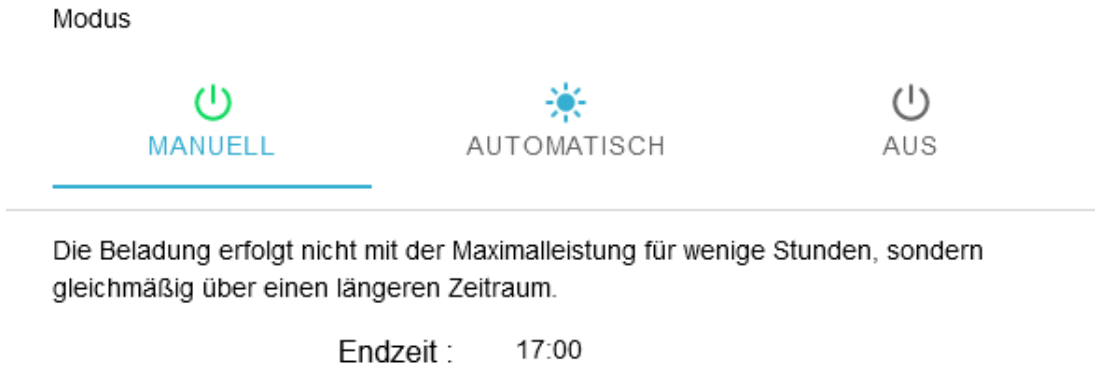 Modus
MANUELL AUTOMATISCH AUS
Die Beladung erfolgt nicht mit der Maximalleistung für wenige Stunden, sondern
gleichmäßig über einen längeren Zeitraum.
Endzeit : 17:00